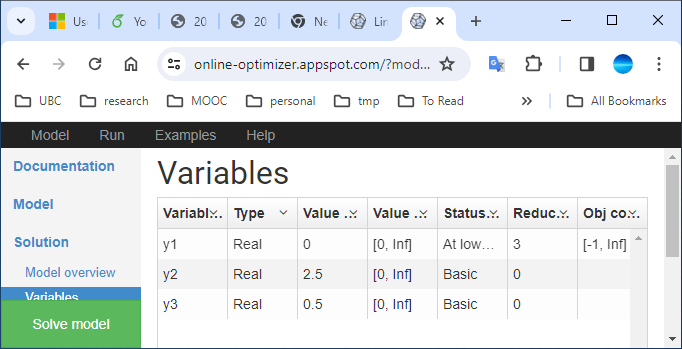 Use
Yo
20
20
Ne
Lin
online-optimizer.appspot.com/?mod...
UBC research MOOC personal tmp To Read » All Bookmarks
Model Run Examples Help
Documentation
Model
Solution
Model overview
Variables
Solve model
Variables
Variabl... Type Value ... Value ... Status... Reduc... Obj co...
y1 Real 0 [0, Inf] At low... 3 [-1, Inf]
y2 Real 2.5 [0, Inf] Basic 0
y3 Real 0.5 [0, Inf] Basic 0